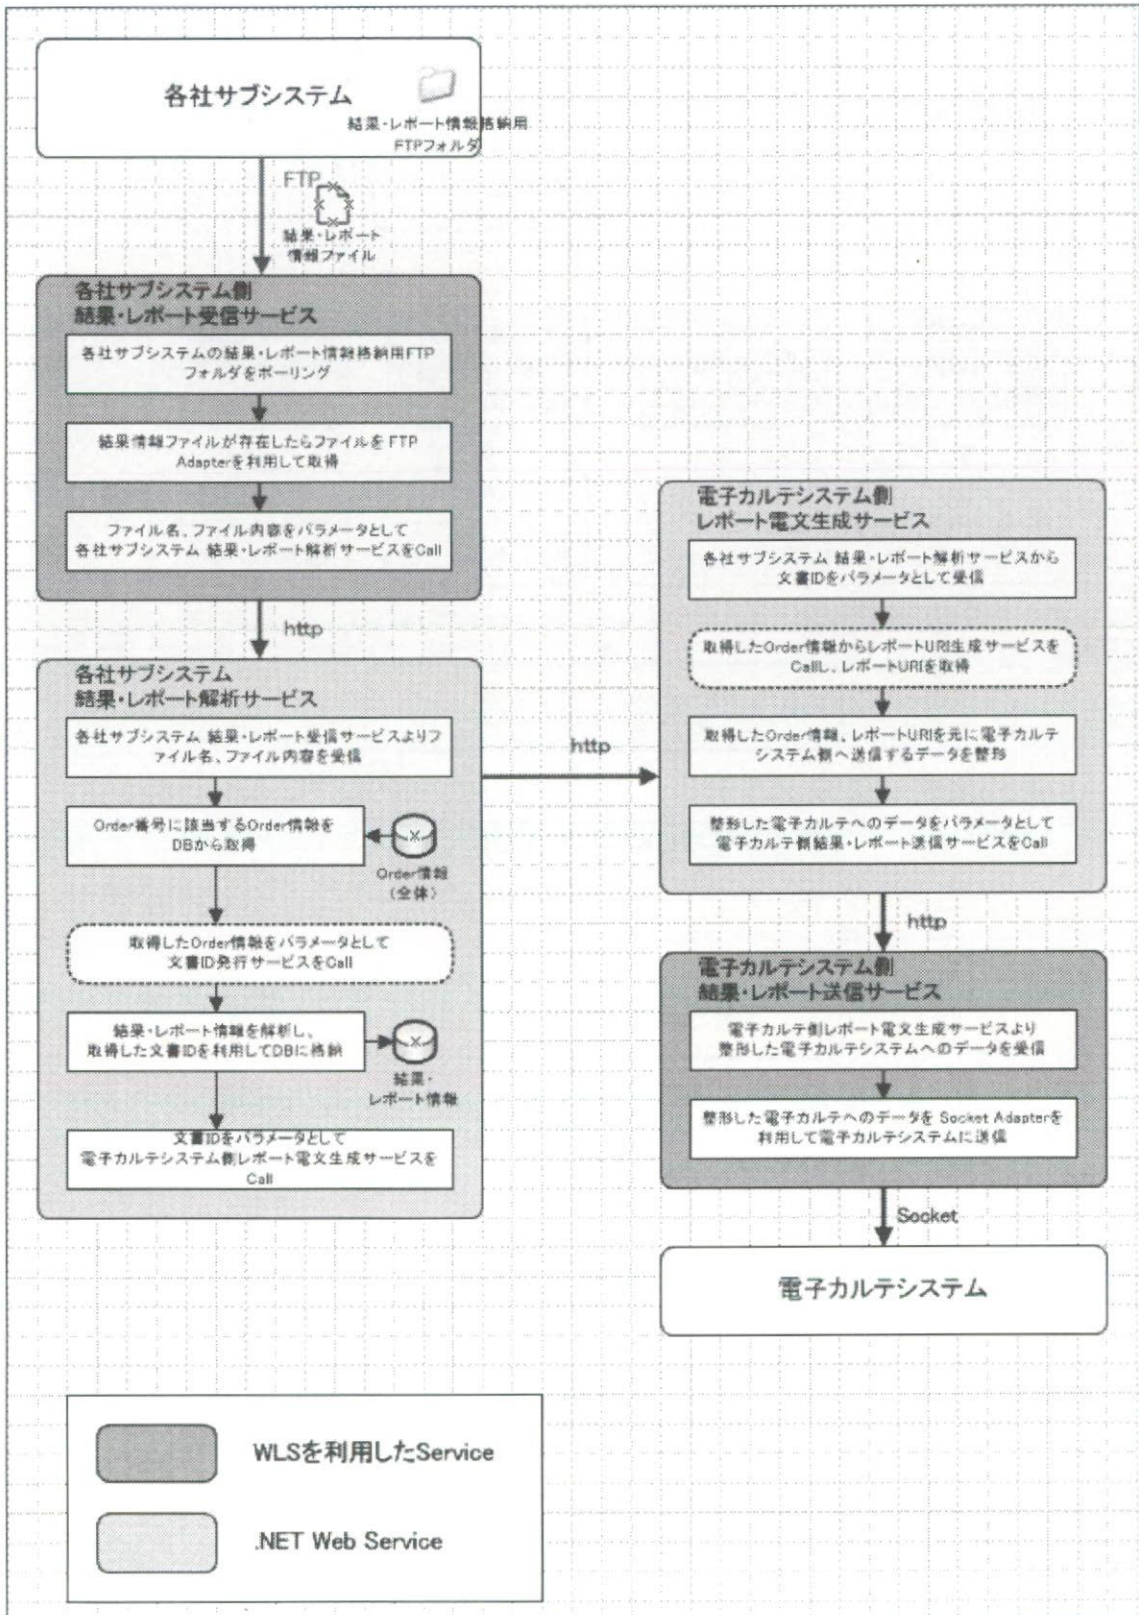 各社サブシステム
結果・レポート情報格納用
FTPフォルダ
FTP
結果・レポート
情報ファイル
各社サブシステム側
結果・レポート受信サービス
各社サブシステムの結果・レポート情報格納用FTP
フォルダをポーリング
結果情報ファイルが存在したらファイルを FTP
Adapterを利用して取得
ファイル名、ファイル内容をパラメータとして
各社サブシステム 結果・レポート解析サービスをCall
http
各社サブシステム
結果・レポート解析サービス
各社サブシステム 結果・レポート受信サービスよりフ
ァイル名、ファイル内容を受信
Order番号に該当するOrder情報を
DBから取得
Order情報
(全体)
取得したOrder情報をパラメータとして
文書ID発行サービスをCall
結果・レポート情報を解析し、
取得した文書IDを利用してDBに格納
結果・
レポート情報
文書IDをパラメータとして
電子カルテシステム側レポート電文生成サービスを
Call
http
電子カルテシステム側
レポート電文生成サービス
各社サブシステム 結果・レポート解析サービスから
文書IDをパラメータとして受信
取得したOrder情報からレポートURI生成サービスを
CallL、レポートURIを取得
取得したOrder情報、レポートURIを元に電子カルテ
システム側へ送信するデータを整形
整形した電子カルテへのデータをパラメータとして
電子カルテ側結果・レポート送信サービスをCall
http
電子カルテシステム側
結果・レポート送信サービス
電子カルテ側レポート電文生成サービスより
整形した電子カルテシステムへのデータを受信
整形した電子カルテへのデータを Socket Adapterを
利用して電子カルテシステムに送信
Socket
電子カルテシステム
WLSを利用したService
.NET Web Service